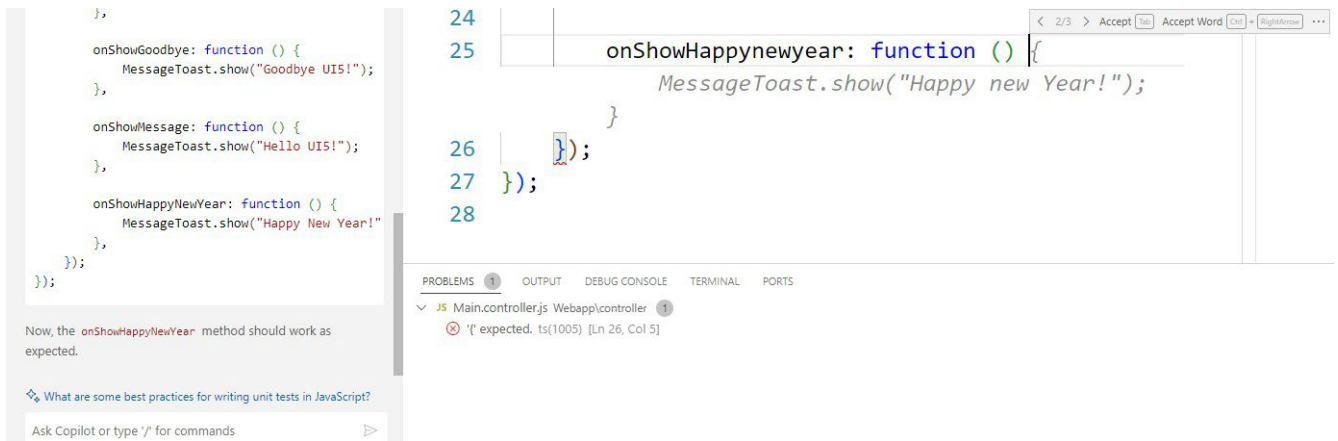 },
onShowGoodbye: function () {
MessageToast.show("Goodbye UI5!");
},
onShowMessage: function () {
MessageToast.show("Hello UI5!");
},
onShowHappyNewYear: function () {
MessageToast.show("Happy New Year!"
},
});
});
Now, the onShowHappyNewYear method should work as
expected.
What are some best practices for writing unit tests in JavaScript?
Ask Copilot or type '/' for commands
24
< 2/3 > Accept Tab Accept Word Ctrl + RightArrow ...
25 onShowHappynewyear: function () {
MessageToast.show("Happy new Year!");
}
26 });
27 });
28
PROBLEMS 1 OUTPUT DEBUG CONSOLE TERMINAL PORTS
JS Main.controller.js Webapp\controller 1
'{' expected. ts(1005) [Ln 26, Col 5]